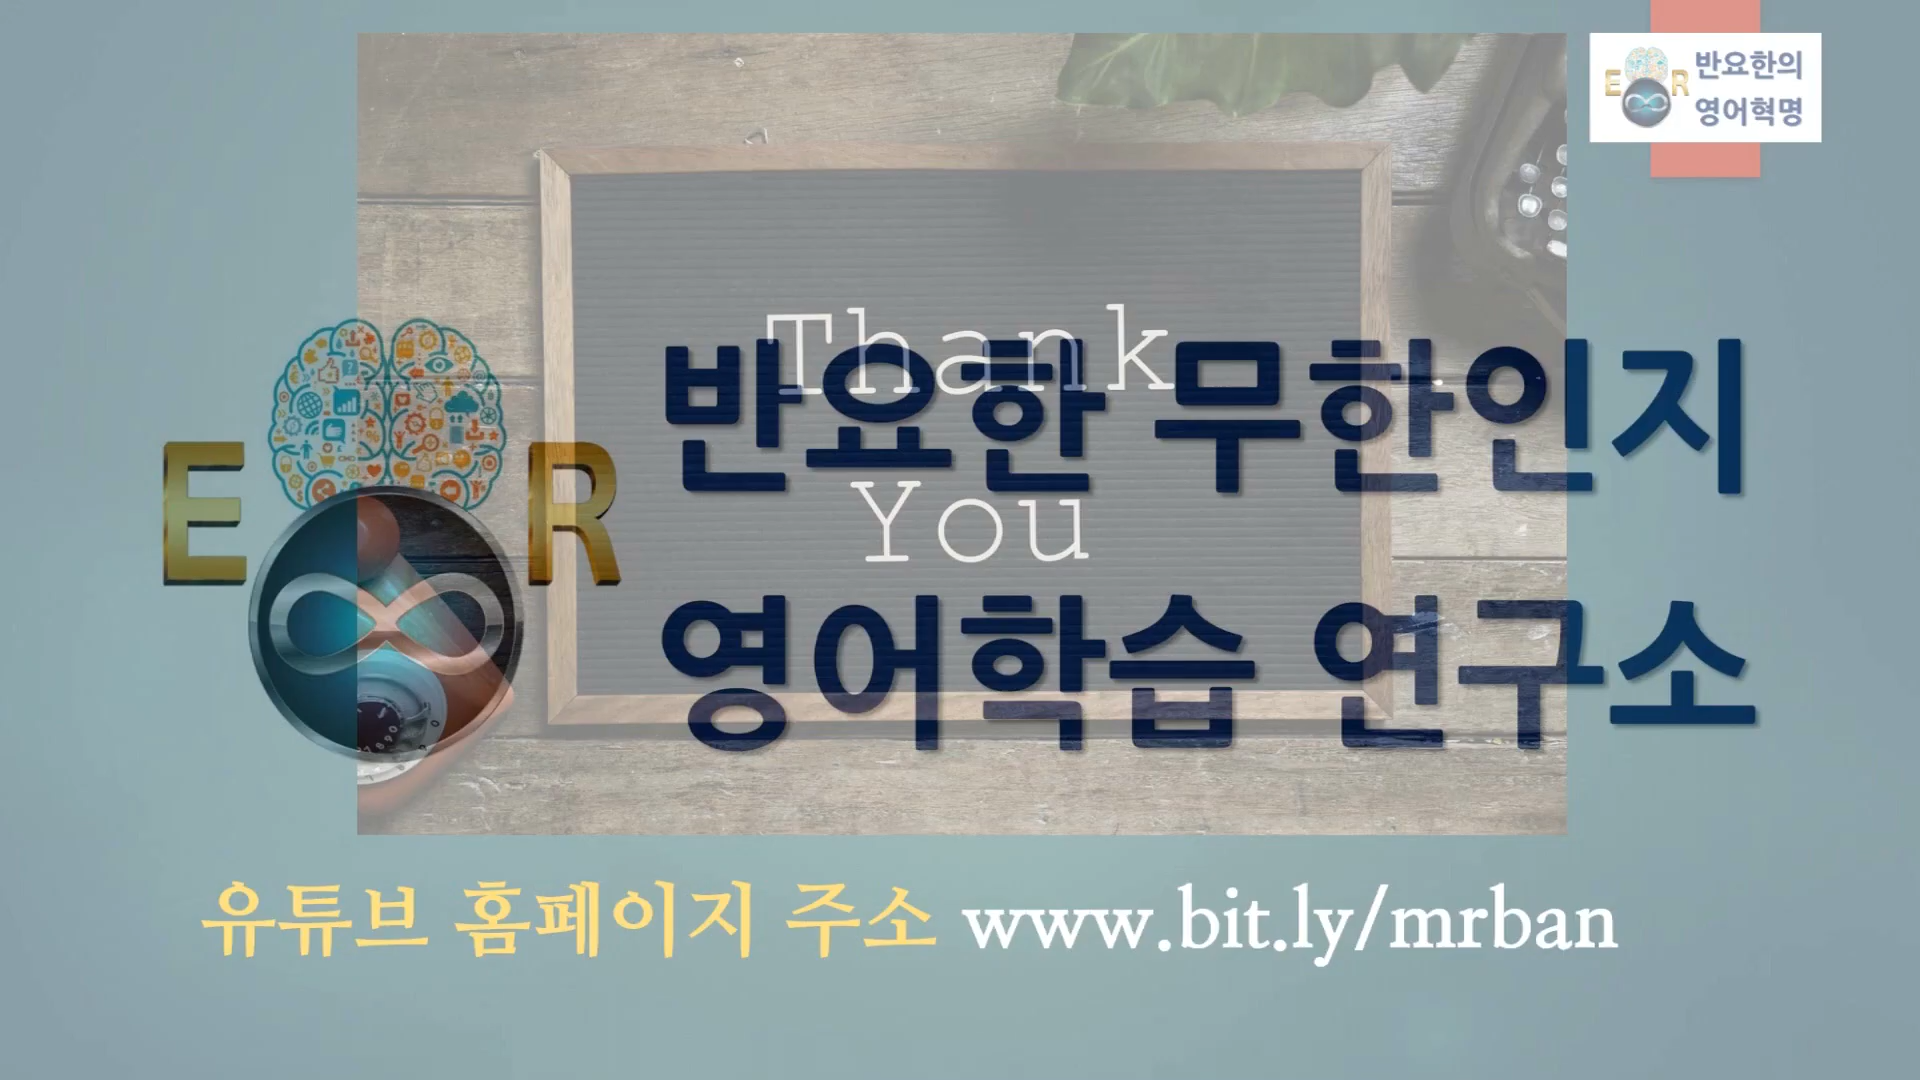 E R 반요한의
영어혁명
Thank
You
E R
반요한 무한인지
영어학습 연구소
유튜브 홈페이지 주소 www.bit.ly/mrban